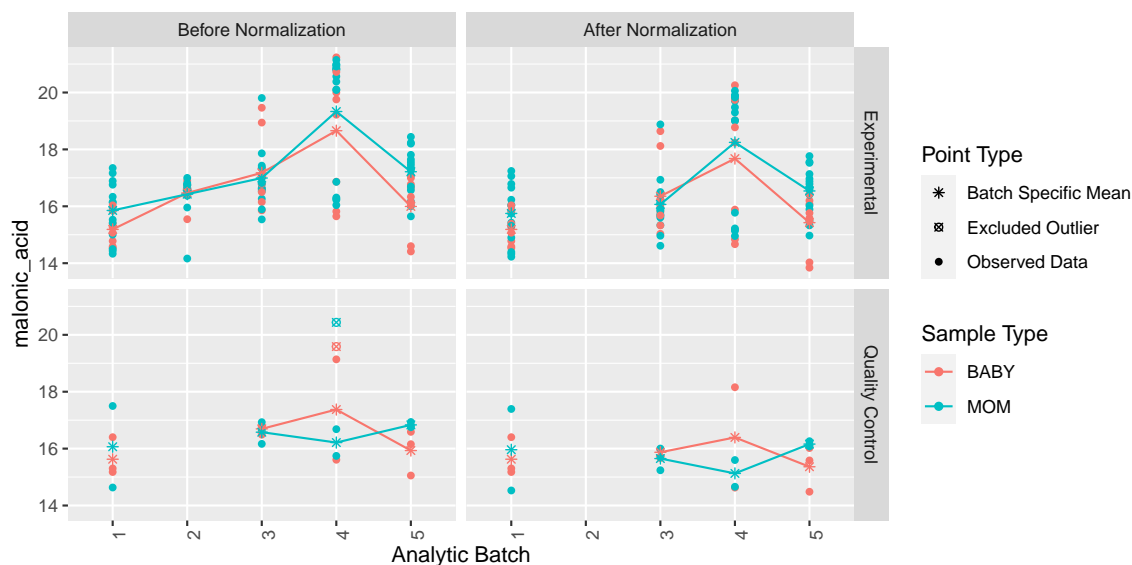 Before Normalization
After Normalization
Experimental
Quality Control
malonic_acid
20
18
16
14
20
18
16
14
1
2
3
4
5
1
2
3
4
5
Analytic Batch
Point Type
Batch Specific Mean
Excluded Outlier
Observed Data
Sample Type
BABY
MOM